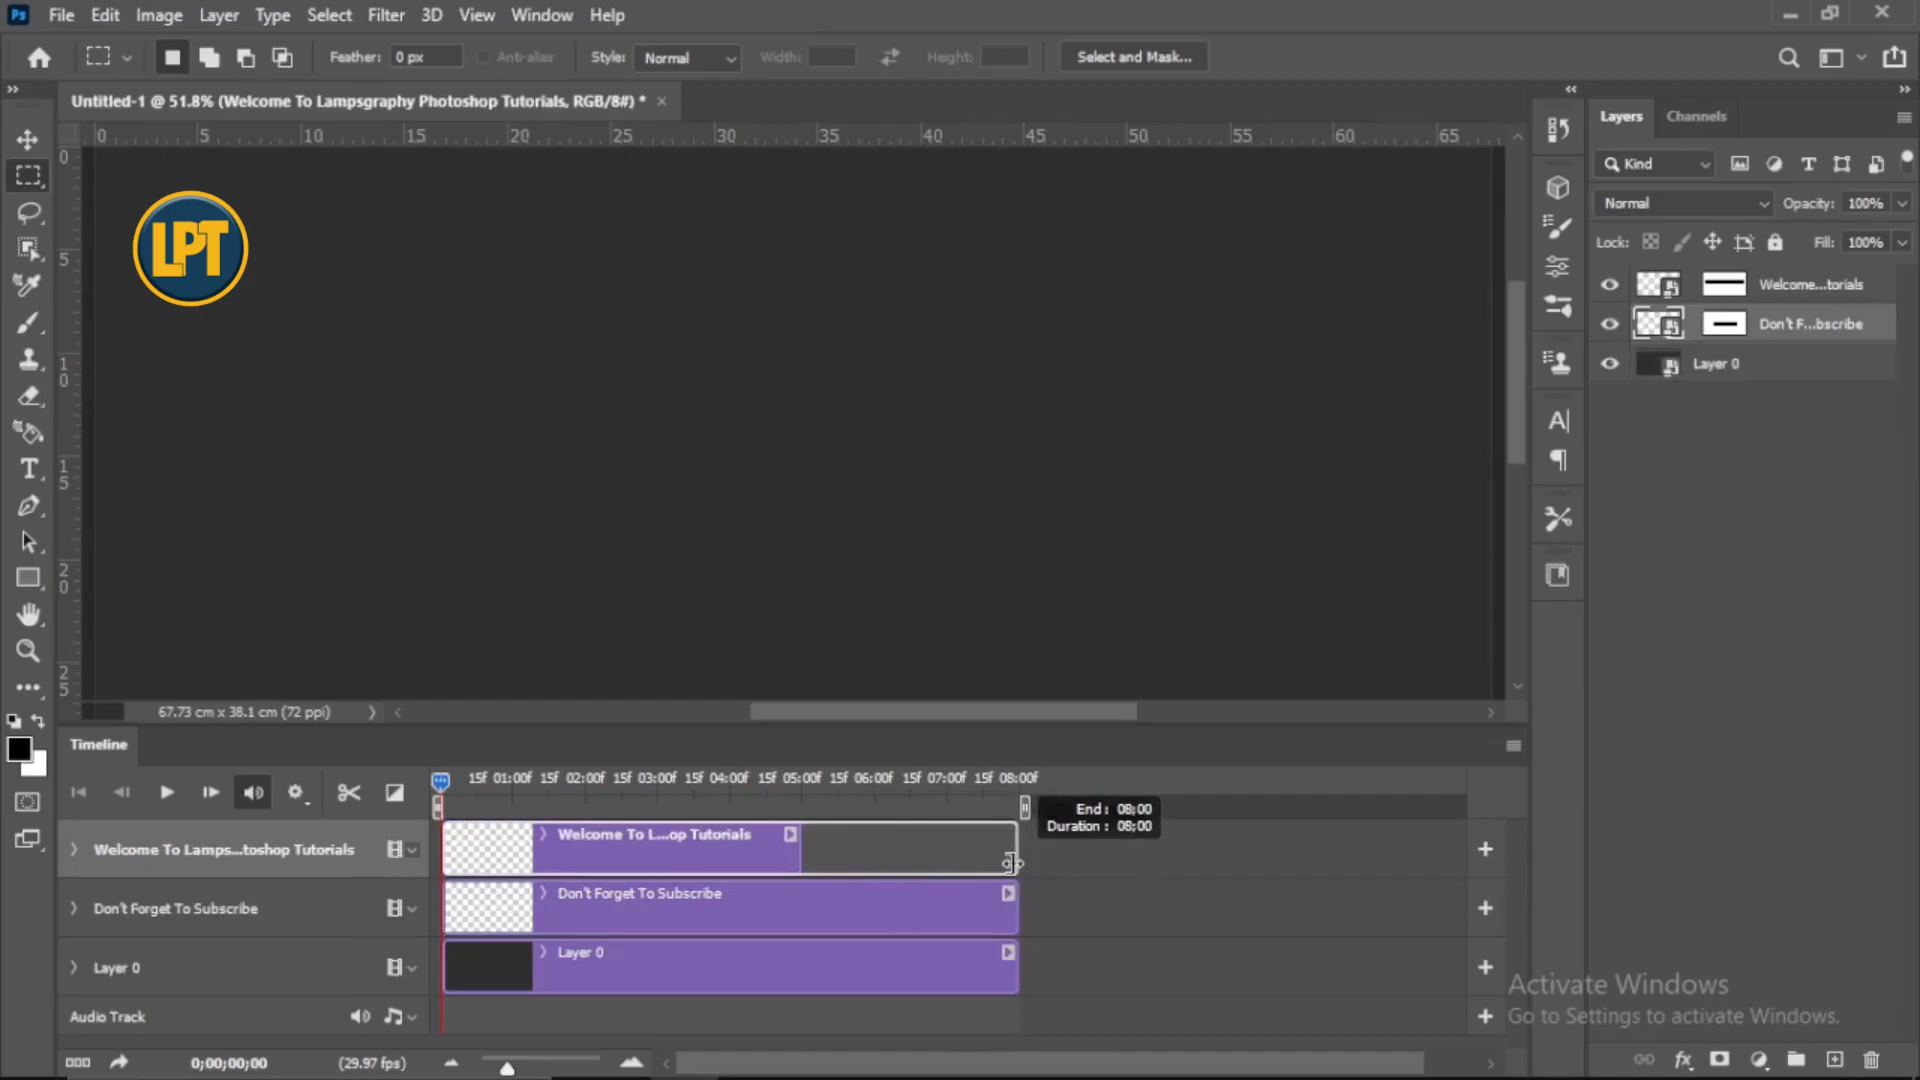 Ps File Edit Image Layer Type Select Filter 3D View Window Help
Feather: 0 px Anti-alias Style: Normal Width: Height: Select and Mask...
Untitled-1 @ 51.8% (Welcome To Lampsgraphy Photoshop Tutorials, RGB/8#) * ×
0 5 10 15 20 25 30 35 40 45 50 55 60 65
0
5
10
15
20
25
LPT
Layers Channels
Kind
Normal Opacity: 100%
Lock: Fill: 100%
Welcome...torials
Don't F...bscribe
Layer 0
67.73 cm x 38.1 cm (72 ppi)
Timeline
15f 01:00f 15f 02:00f 15f 03:00f 15f 04:00f 15f 05:00f 15f 06:00f 15f 07:00f 15f 08:00f
End: 08;00
Duration: 08;00
Welcome To Lamps...toshop Tutorials
Welcome To L...op Tutorials
Don't Forget To Subscribe
Don't Forget To Subscribe
Layer 0
Layer 0
Audio Track
0;00;00;00 (29.97 fps)
Activate Windows
Go to Settings to activate Windows.